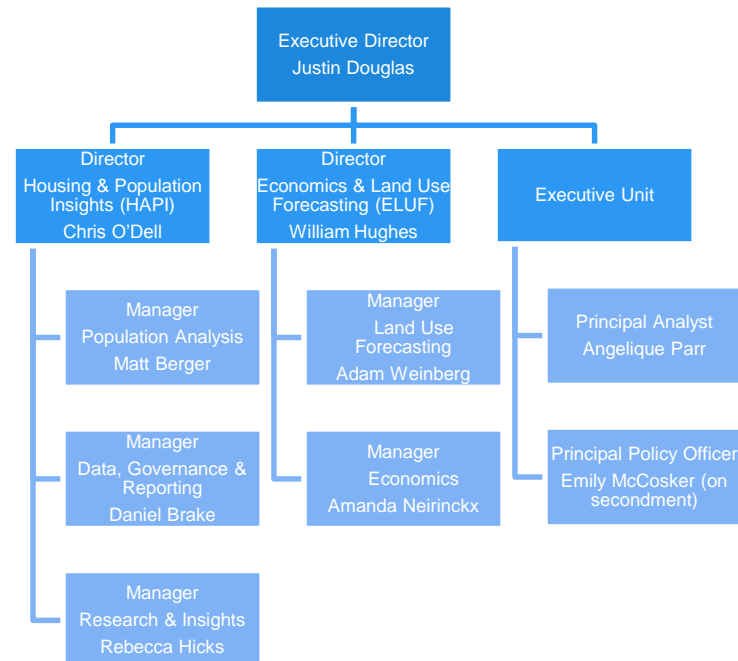 Executive Director
Justin Douglas
Director
Housing & Population
Insights (HAPI)
Chris O'Dell
Director
Economics & Land Use
Forecasting (ELUF)
William Hughes
Executive Unit
Manager
Population Analysis
Matt Berger
Manager
Land Use
Forecasting
Adam Weinberg
Principal Analyst
Angelique Parr
Manager
Data, Governance &
Reporting
Daniel Brake
Manager
Economics
Amanda Neirinckx
Principal Policy Officer
Emily McCosker (on
secondment)
Manager
Research & Insights
Rebecca Hicks